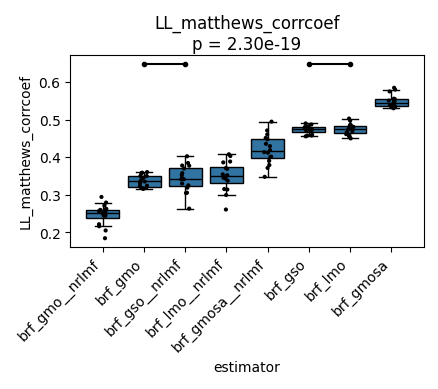 LL_matthews_corrcoef
p = 2.30e-19
LL_matthews_corrcoef
0.6
0.5
0.4
0.3
0.2
brf_gmo__nrlmf
brf_gmo
brf_gso__nrlmf
brf_lmo__nrlmf
brf_gmosa__nrlmf
brf_gso
brf_lmo
brf_gmosa
estimator